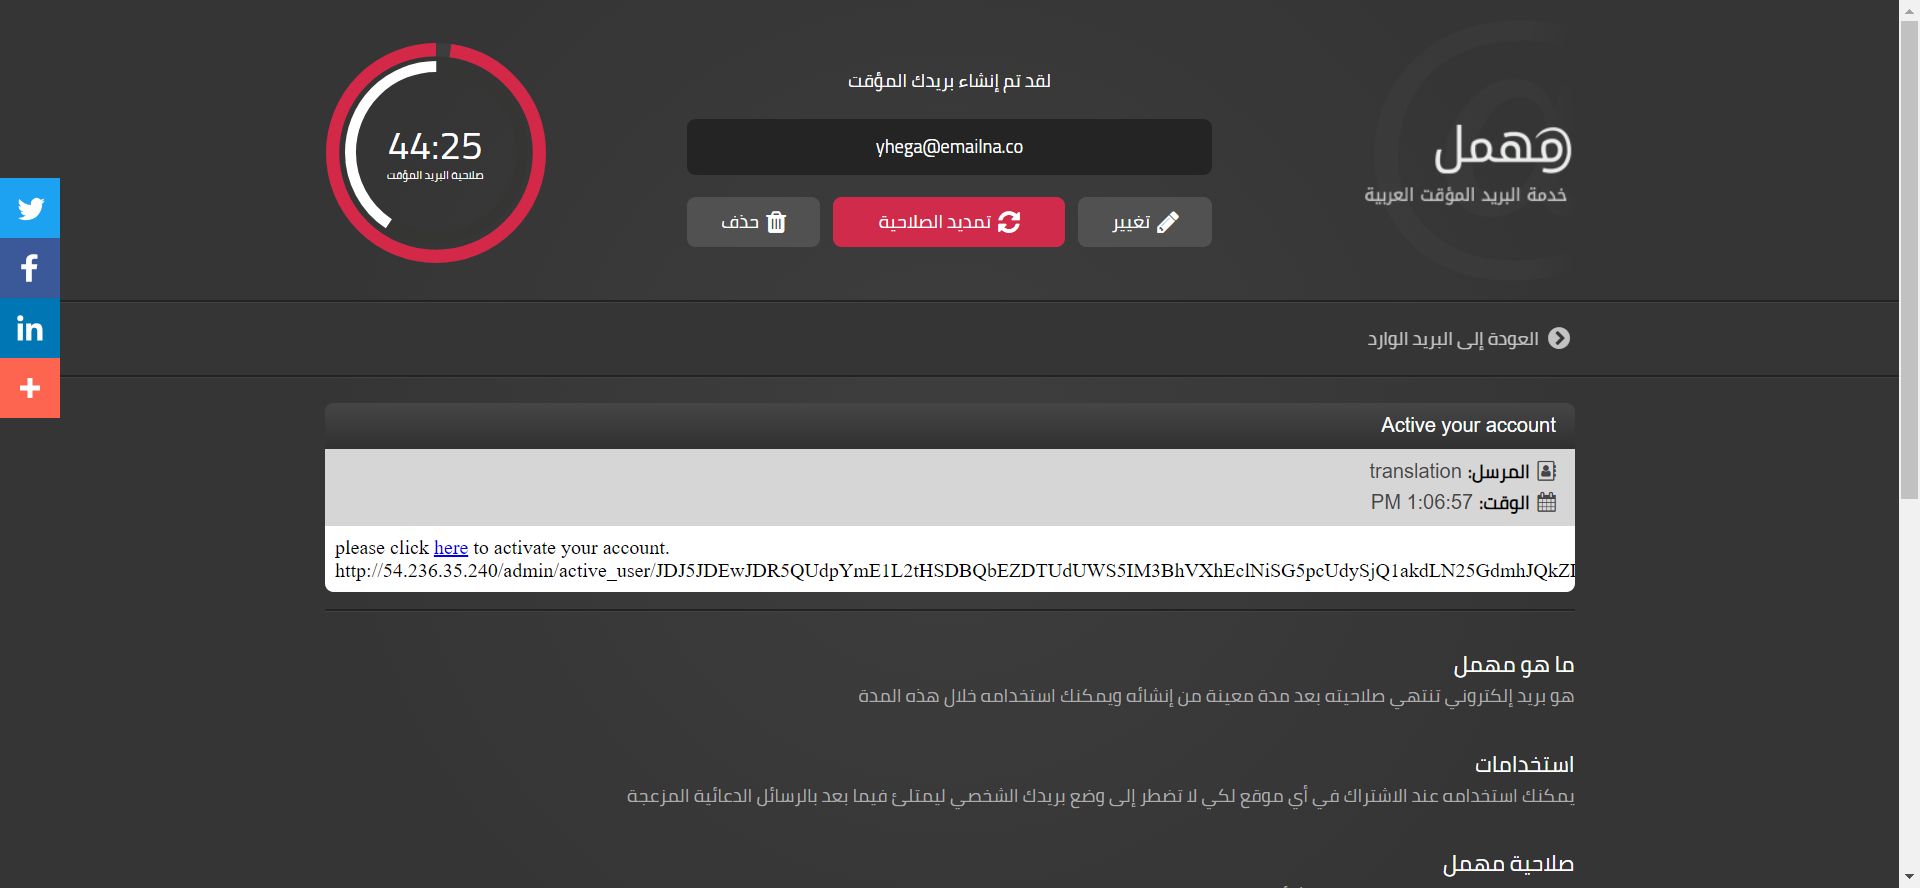 مهمل
خدمة البريد المؤقت العربية
لقد تم إنشاء بريدك المؤقت
yhega@emailna.co
تغيير
تمديد الصلاحية
حذف
44:25
صلاحية البريد المؤقت
العودة إلى البريد الوارد
Active your account
المرسل: translation
الوقت: 1:06:57 PM
please click here to activate your account.
http://54.236.35.240/admin/active_user/JDJ5JDEwJDR5QUdpYmE1L2tHSDBQbEZDTUdUWS5IM3BhVXhEclNiSG5pcUdySjQ1akdLN25GdmhJQkZI
ما هو مهمل
هو بريد إلكتروني تنتهي صلاحيته بعد مدة معينة من إنشائه ويمكنك استخدامه خلال هذه المدة
استخدامات
يمكنك استخدامه عند الاشتراك في أي موقع لكي لا تضطر إلى وضع بريدك الشخصي ليمتلئ فيما بعد بالرسائل الدعائية المزعجة
صلاحية مهمل